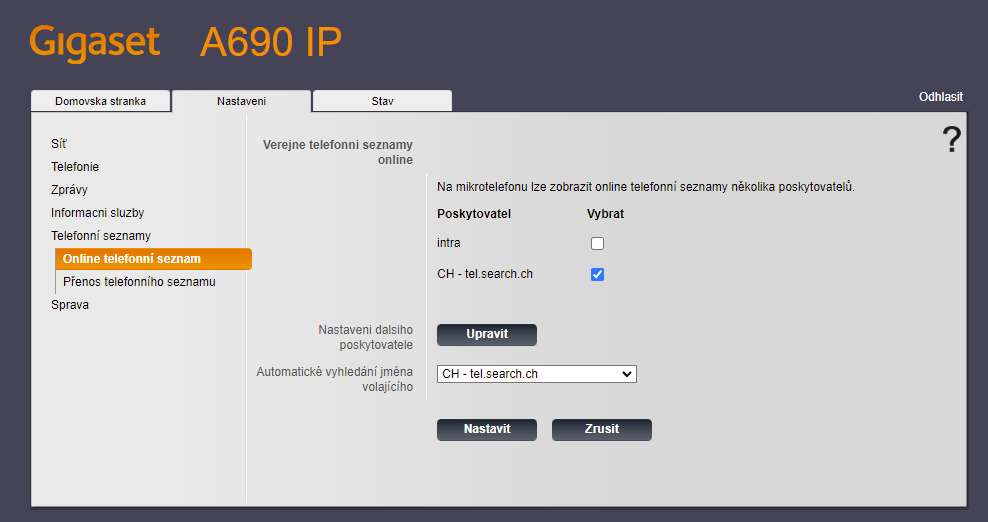 Gigaset A690 IP
Domovska stranka Nastaveni Stav Odhlasit
?
Síť
Telefonie
Zprávy
Informacni sluzby
Telefonní seznamy
Online telefonní seznam
Přenos telefonního seznamu
Sprava
Verejne telefonni seznamy
online
Na mikrotelefonu lze zobrazit online telefonní seznamy několika poskytovatelů.
Poskytovatel Vybrat
intra
CH - tel.search.ch
Nastaveni dalsiho
poskytovatele
Upravit
Automatické vyhledání jména
volajícího
CH - tel.search.ch
Nastavit Zrusit